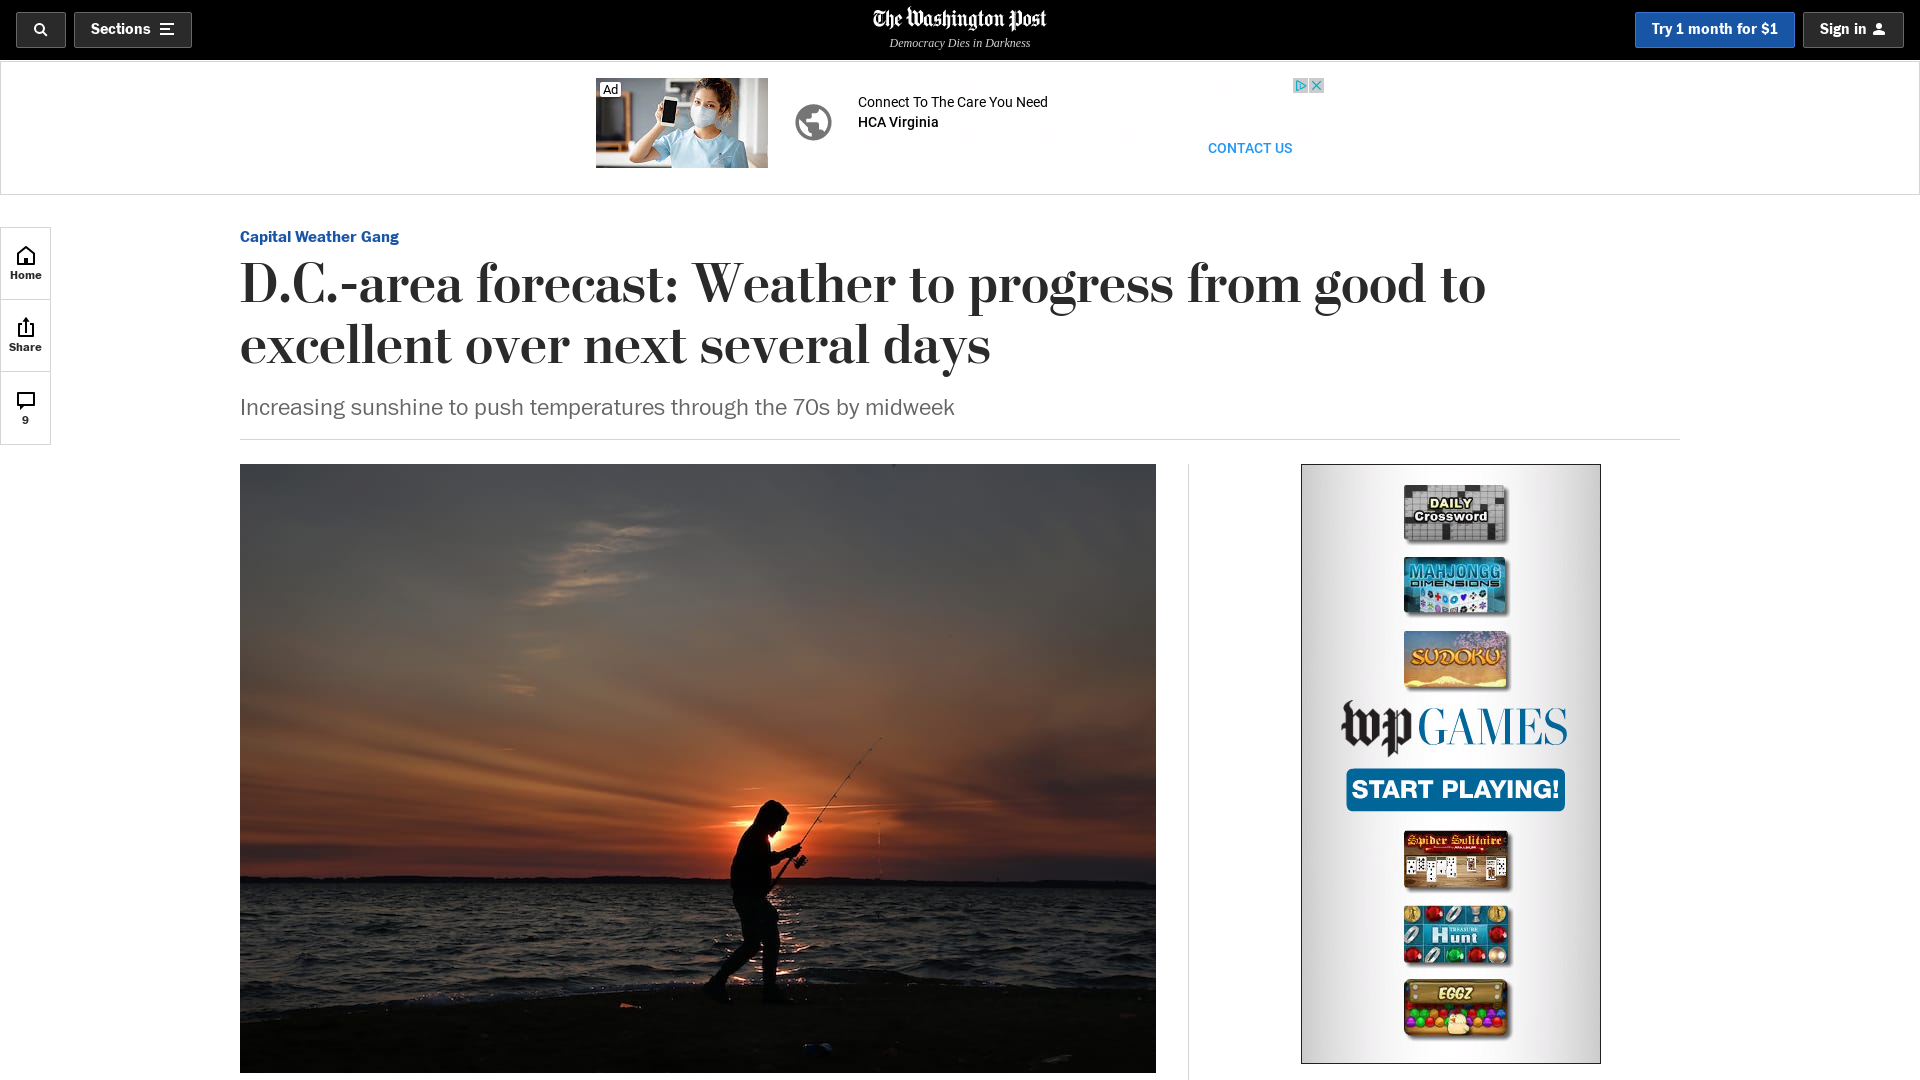 Sections
The Washington Post
Democracy Dies in Darkness
Try 1 month for $1
Sign in
Ad
Connect To The Care You Need
HCA Virginia
CONTACT US
Home
Share
9
Capital Weather Gang
D.C.-area forecast: Weather to progress from good to
excellent over next several days
Increasing sunshine to push temperatures through the 70s by midweek
DAILY
Crossword
MAHJONGG
DIMENSIONS
SUDOKU
wp GAMES
START PLAYING!
Spider Solitaire
TREASURE
Hunt
EGGZ